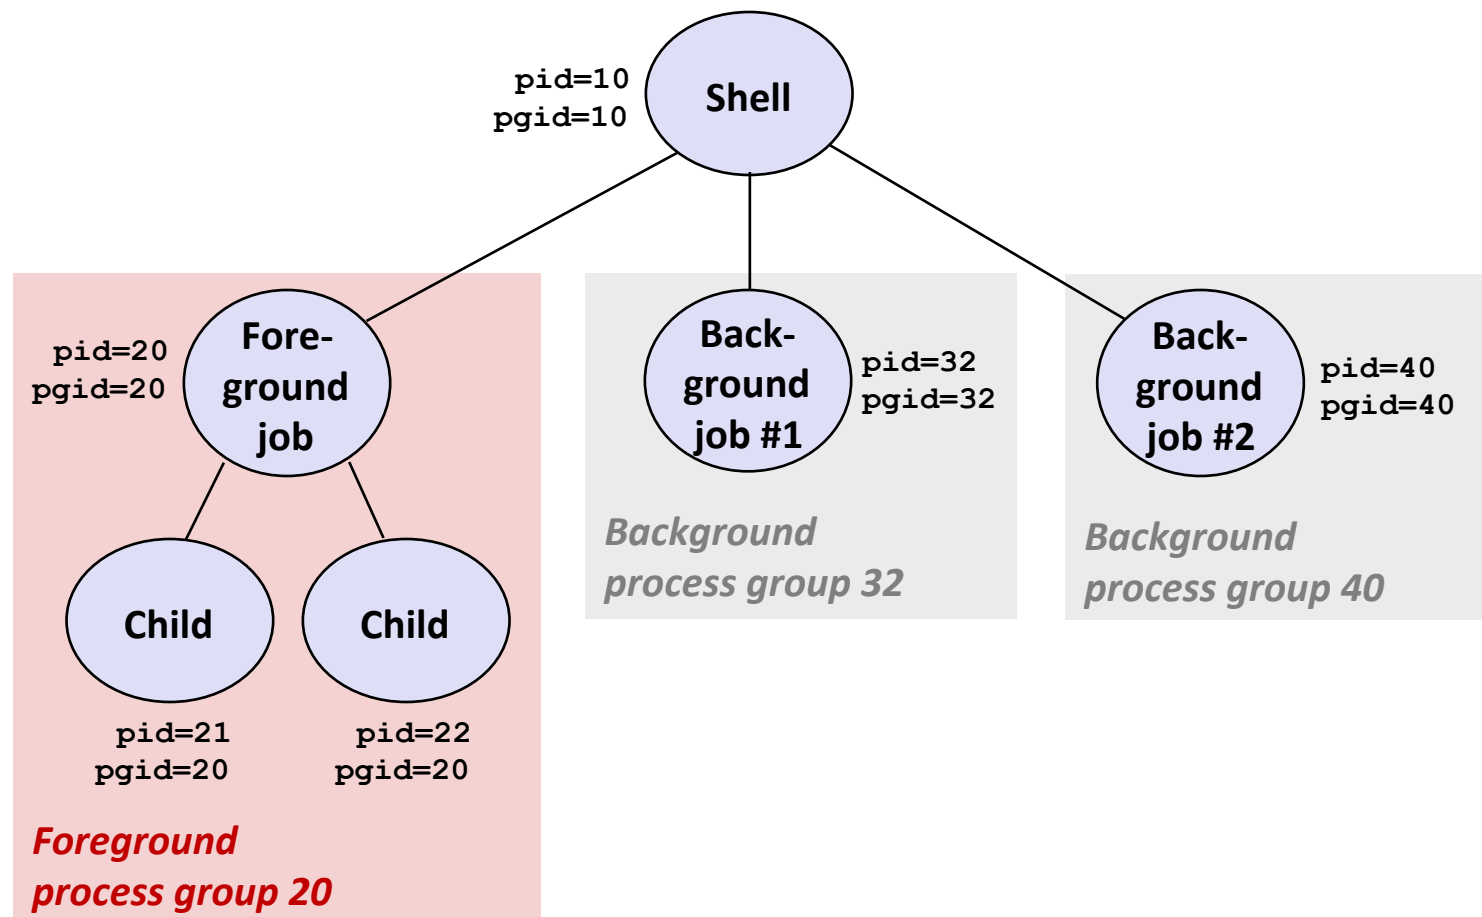 pid=10
pgid=10
Shell
pid=20
pgid=20
Fore-
ground
job
Back-
ground
job #1
pid=32
pgid=32
Back-
ground
job #2
pid=40
pgid=40
Background
process group 32
Background
process group 40
Child
Child
pid=21
pgid=20
pid=22
pgid=20
Foreground
process group 20